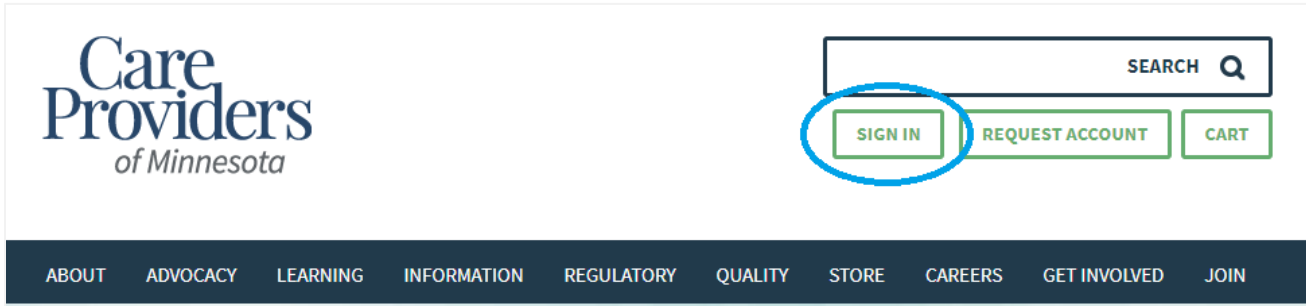 Care
Providers
of Minnesota
SEARCH
SIGN IN REQUEST ACCOUNT CART
ABOUT ADVOCACY LEARNING INFORMATION REGULATORY QUALITY STORE CAREERS GET INVOLVED JOIN